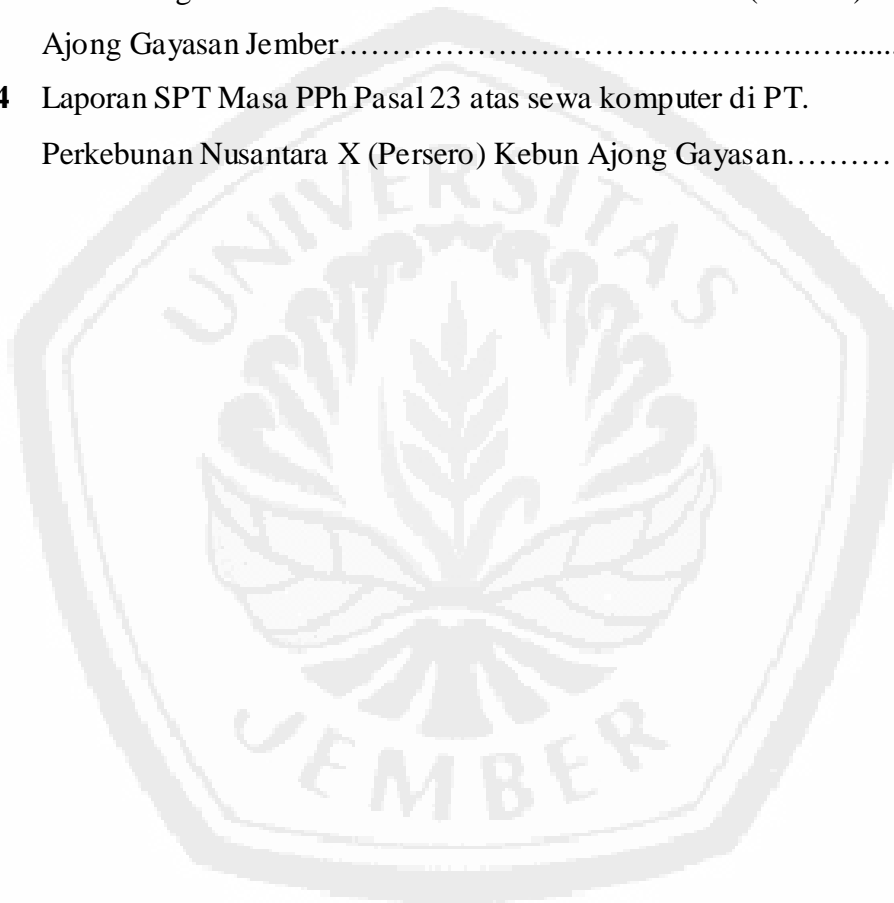 Ajong Gayasan Jember……………………………………….………......
4 Laporan SPT Masa PPh Pasal 23 atas sewa komputer di PT.
Perkebunan Nusantara X (Persero) Kebun Ajong Gayasan……….
UNIVERSITAS
JEMBER